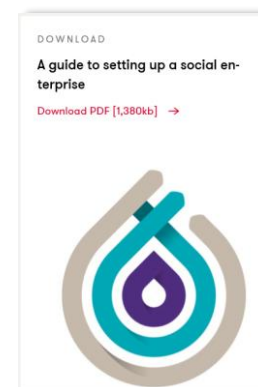 DOWNLOAD
A guide to setting up a social en-
terprise
Download PDF [1,380kb] →